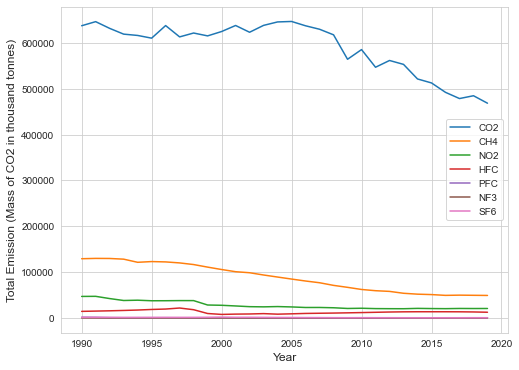 Total Emission (Mass of CO2 in thousand tonnes)
600000
500000
400000
300000
200000
100000
0
CO2
CH4
NO2
HFC
PFC
NF3
SF6
1990
1995
2000
2005
2010
2015
2020
Year